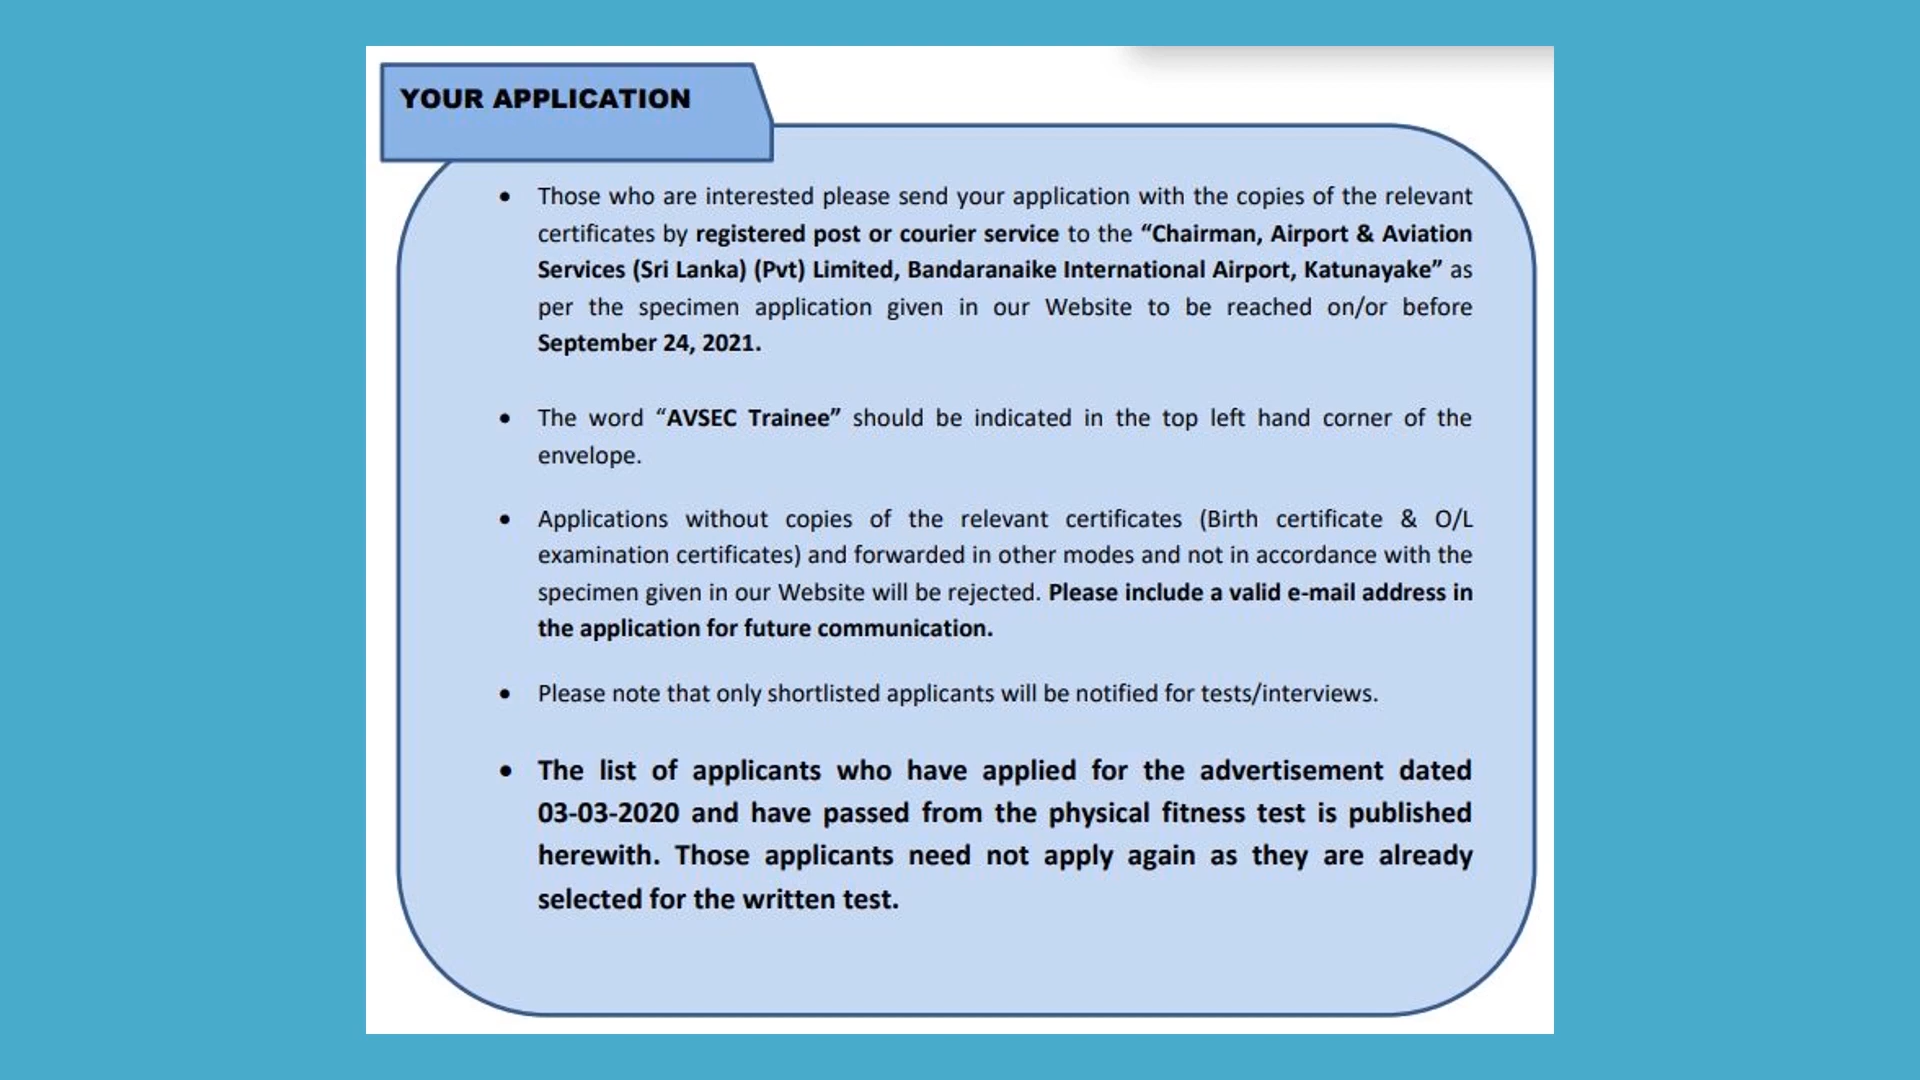 YOUR APPLICATION
• Those who are interested please send your application with the copies of the relevant
certificates by registered post or courier service to the “Chairman, Airport & Aviation
Services (Sri Lanka) (Pvt) Limited, Bandaranaike International Airport, Katunayake” as
per the specimen application given in our Website to be reached on/or before
September 24, 2021.
• The word “AVSEC Trainee” should be indicated in the top left hand corner of the
envelope.
• Applications without copies of the relevant certificates (Birth certificate & O/L
examination certificates) and forwarded in other modes and not in accordance with the
specimen given in our Website will be rejected. Please include a valid e-mail address in
the application for future communication.
• Please note that only shortlisted applicants will be notified for tests/interviews.
• The list of applicants who have applied for the advertisement dated
03-03-2020 and have passed from the physical fitness test is published
herewith. Those applicants need not apply again as they are already
selected for the written test.